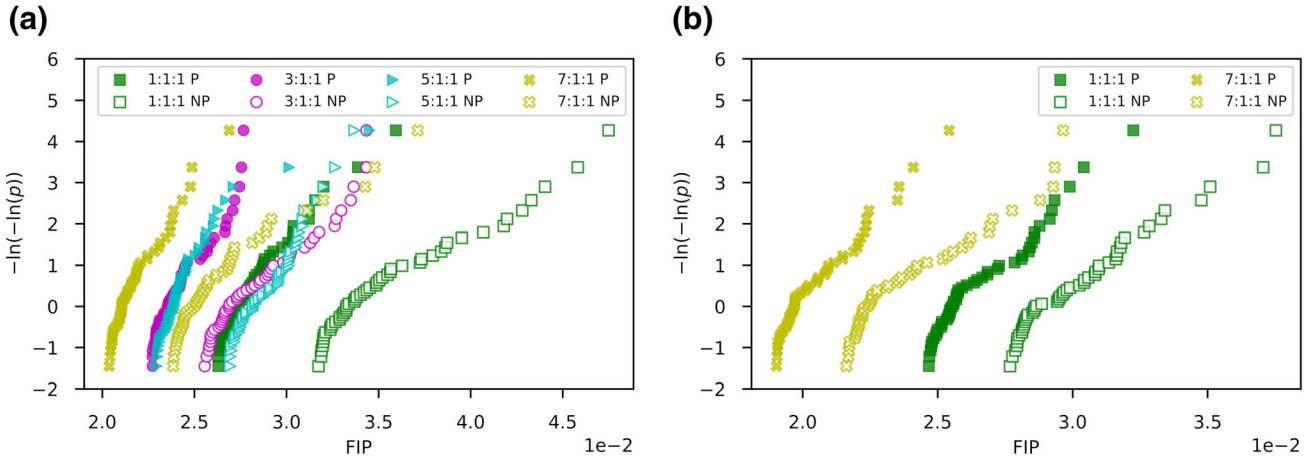 (a)
(b)
−ln(−ln(p))
6
5
4
3
2
1
0
−1
−2
1:1:1 P
3:1:1 P
5:1:1 P
7:1:1 P
1:1:1 NP
3:1:1 NP
5:1:1 NP
7:1:1 NP
2.0 2.5 3.0 3.5 4.0 4.5
FIP
1e−2
−ln(−ln(p))
6
5
4
3
2
1
0
−1
−2
1:1:1 P
7:1:1 P
1:1:1 NP
7:1:1 NP
2.0 2.5 3.0 3.5
FIP
1e−2